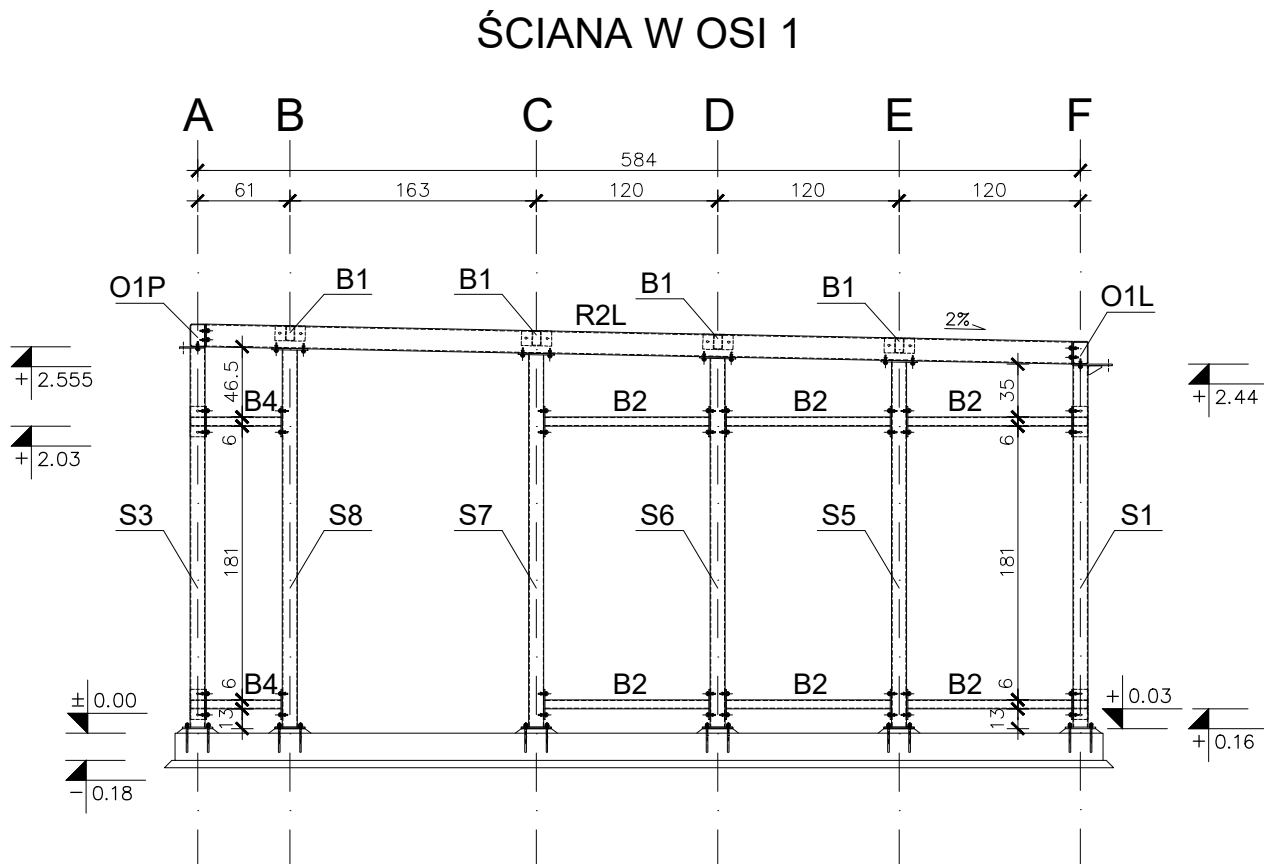 ŚCIANA W OSI 1
A B C D E F
584
61 163 120 120 120
O1P B1 B1 B1 B1 O1L
R2L 2%
+ 2.555
46.5
35
+ 2.44
B4 B2 B2 B2
+ 2.03
6
6
S3 S8 S7 S6 S5 S1
181
181
6
6
B4 B2 B2 B2
± 0.00
+ 0.03
13
13
+ 0.16
- 0.18